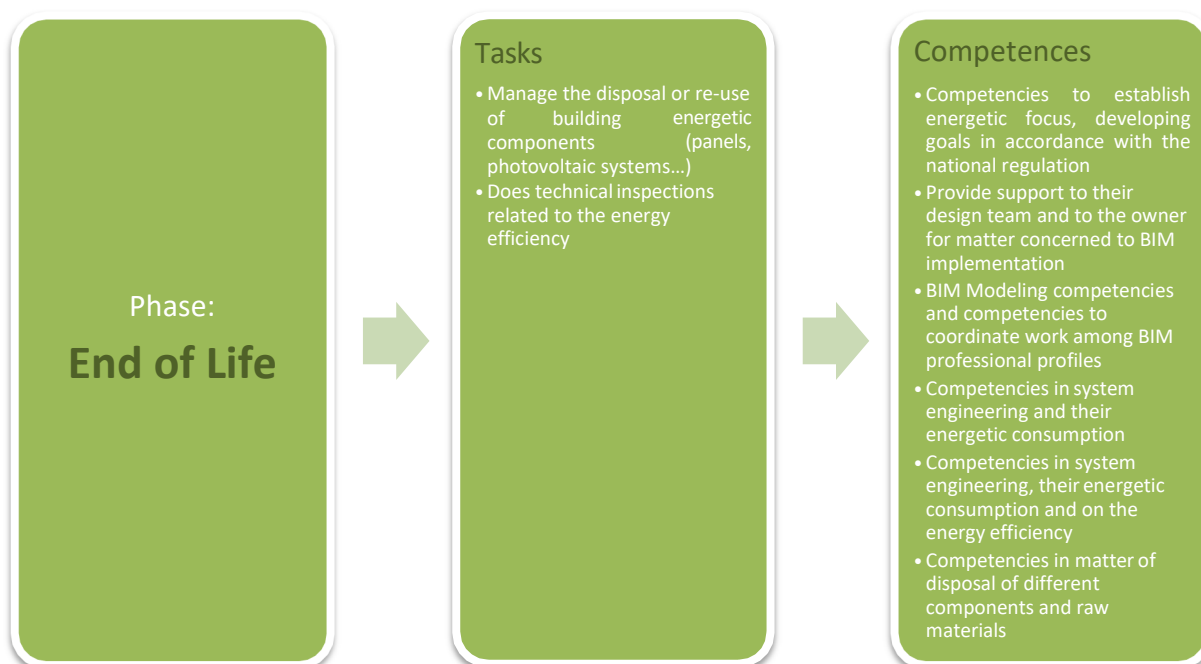 Phase:
End of Life
Tasks
• Manage the disposal or re-use
of building energetic
components (panels,
photovoltaic systems…)
• Does technical inspections
related to the energy
efficiency
Competences
• Competencies to establish
energetic focus, developing
goals in accordance with the
national regulation
• Provide support to their
design team and to the owner
for matter concerned to BIM
implementation
• BIM Modeling competencies
and competencies to
coordinate work among BIM
professional profiles
• Competencies in system
engineering and their
energetic consumption
• Competencies in system
engineering, their energetic
consumption and on the
energy efficiency
• Competencies in matter of
disposal of different
components and raw
materials